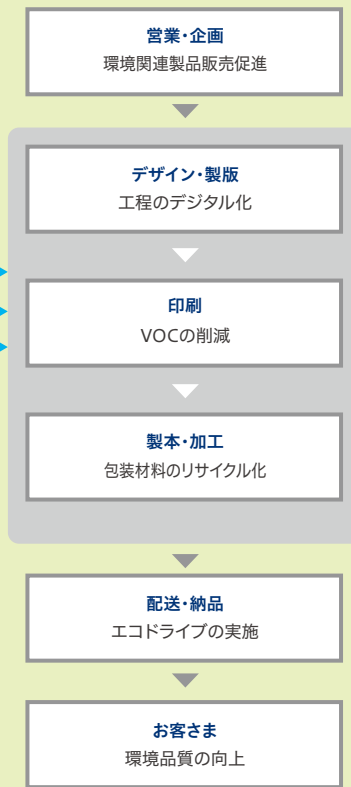 営業・企画
環境関連製品販売促進
デザイン・製版
工程のデジタル化
印刷
VOCの削減
製本・加工
包装材料のリサイクル化
配送・納品
エコドライブの実施
お客さま
環境品質の向上